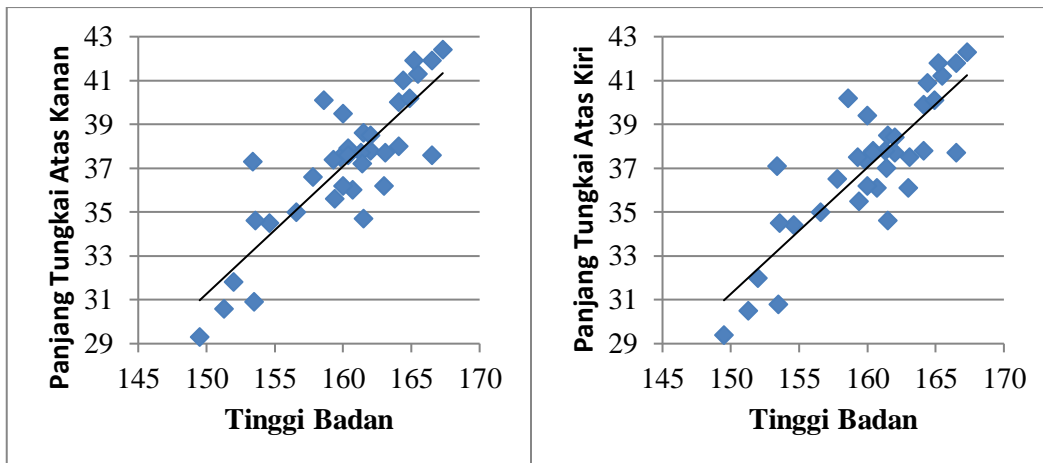 Panjang Tungkai Atas Kanan
43
41
39
37
35
33
31
29
145 150 155 160 165 170
Tinggi Badan
Panjang Tungkai Atas Kiri
43
41
39
37
35
33
31
29
145 150 155 160 165 170
Tinggi Badan